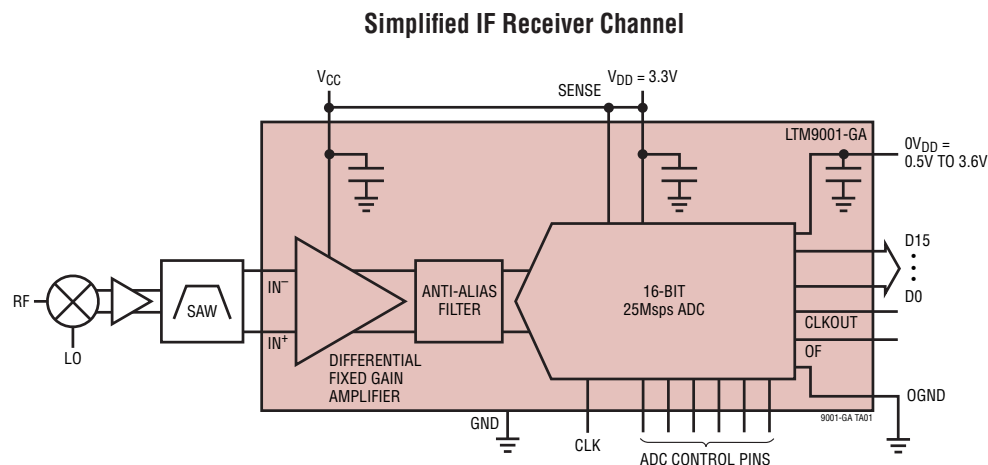 Simplified IF Receiver Channel
VCC
SENSE
VDD = 3.3V
LTM9001-GA
0VDD =
0.5V TO 3.6V
RF
LO
SAW
IN–
IN+
DIFFERENTIAL
FIXED GAIN
AMPLIFIER
ANTI-ALIAS
FILTER
16-BIT
25Msps ADC
D15
D0
CLKOUT
OF
OGND
9001-GA TA01
GND
CLK
ADC CONTROL PINS